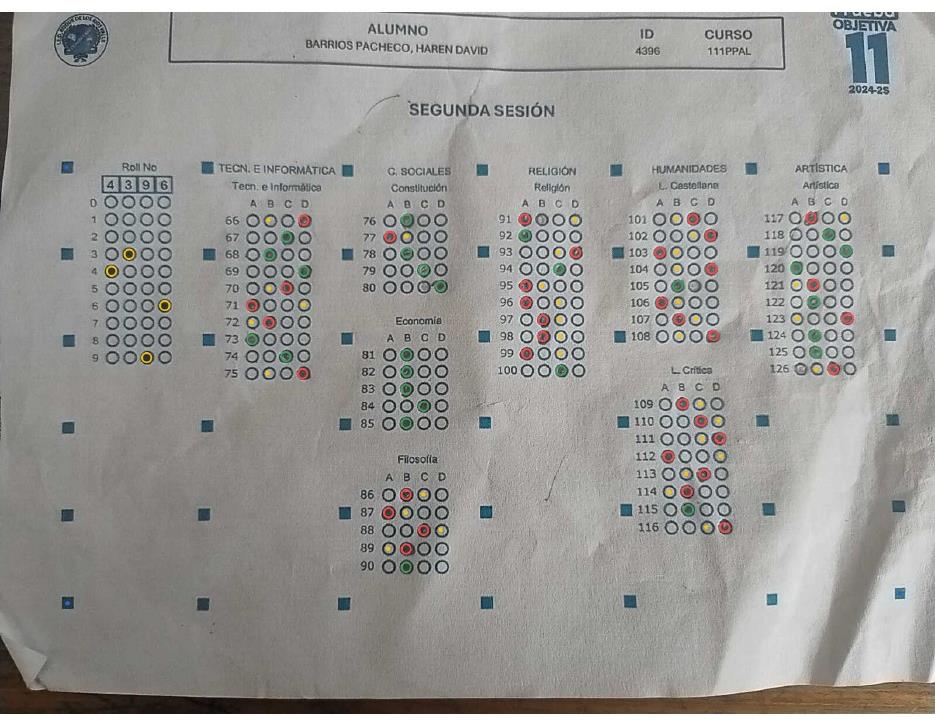 ALUMNO
BARRIOS PACHECO, HAREN DAVID
ID
4396
CURSO
111PPAL
OBJETIVA
11
2024-25
SEGUNDA SESIÓN
Roll No
4 3 9 6
0
1
2
3
4
5
6
7
8
9
TECN. E INFORMÁTICA
Tecn. e Informática
A B C D
66
67
68
69
70
71
72
73
74
75
C. SOCIALES
Constitución
A B C D
76
77
78
79
80
Economía
A B C D
81
82
83
84
85
Filosofía
A B C D
86
87
88
89
90
RELIGIÓN
Religión
A B C D
91
92
93
94
95
96
97
98
99
100
HUMANIDADES
L. Castellana
A B C D
101
102
103
104
105
106
107
108
L. Crítica
A B C D
109
110
111
112
113
114
115
116
ARTÍSTICA
Artística
A B C D
117
118
119
120
121
122
123
124
125
126